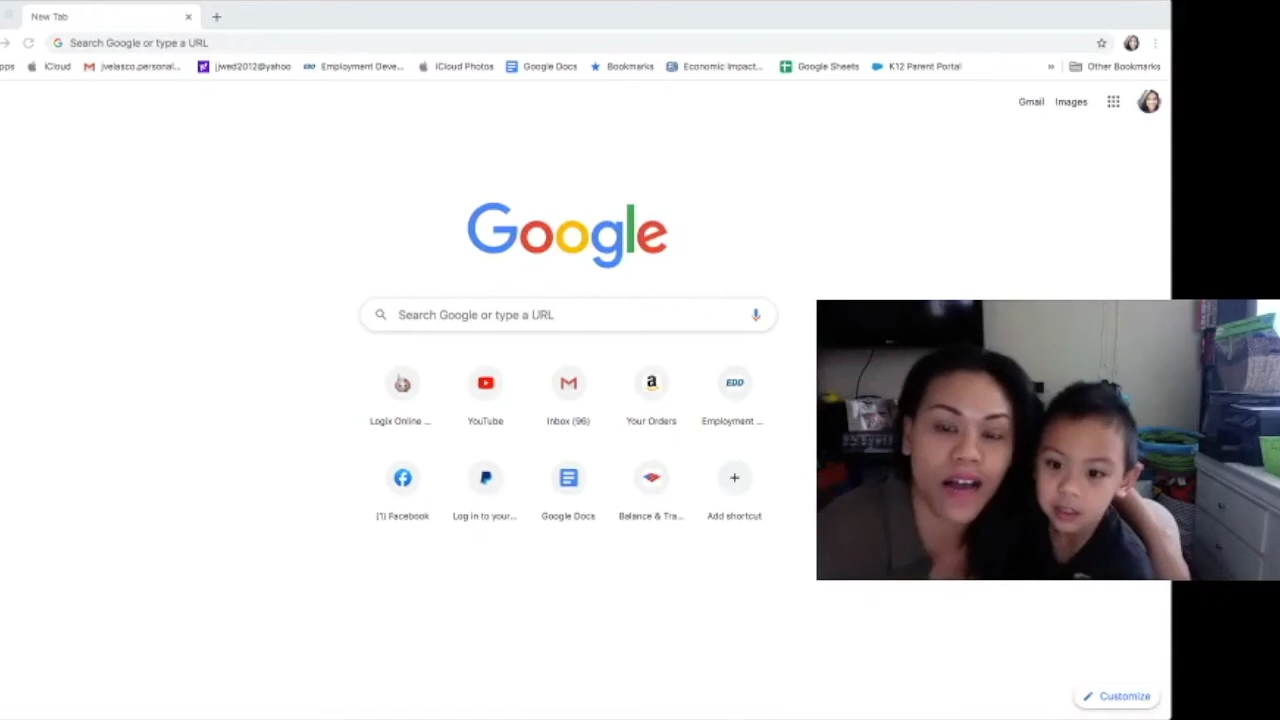 New Tab
Search Google or type a URL
pps iCloud jvelasco.personal... jjwed2012@yahoo Employment Deve... iCloud Photos Google Docs Bookmarks Economic Impact... Google Sheets K12 Parent Portal » Other Bookmarks
Gmail Images
Google
Search Google or type a URL
EDD
Logix Online ... YouTube Inbox (96) Your Orders Employment ...
(1) Facebook Log in to your... Google Docs Balance & Tra... Add shortcut
Customize